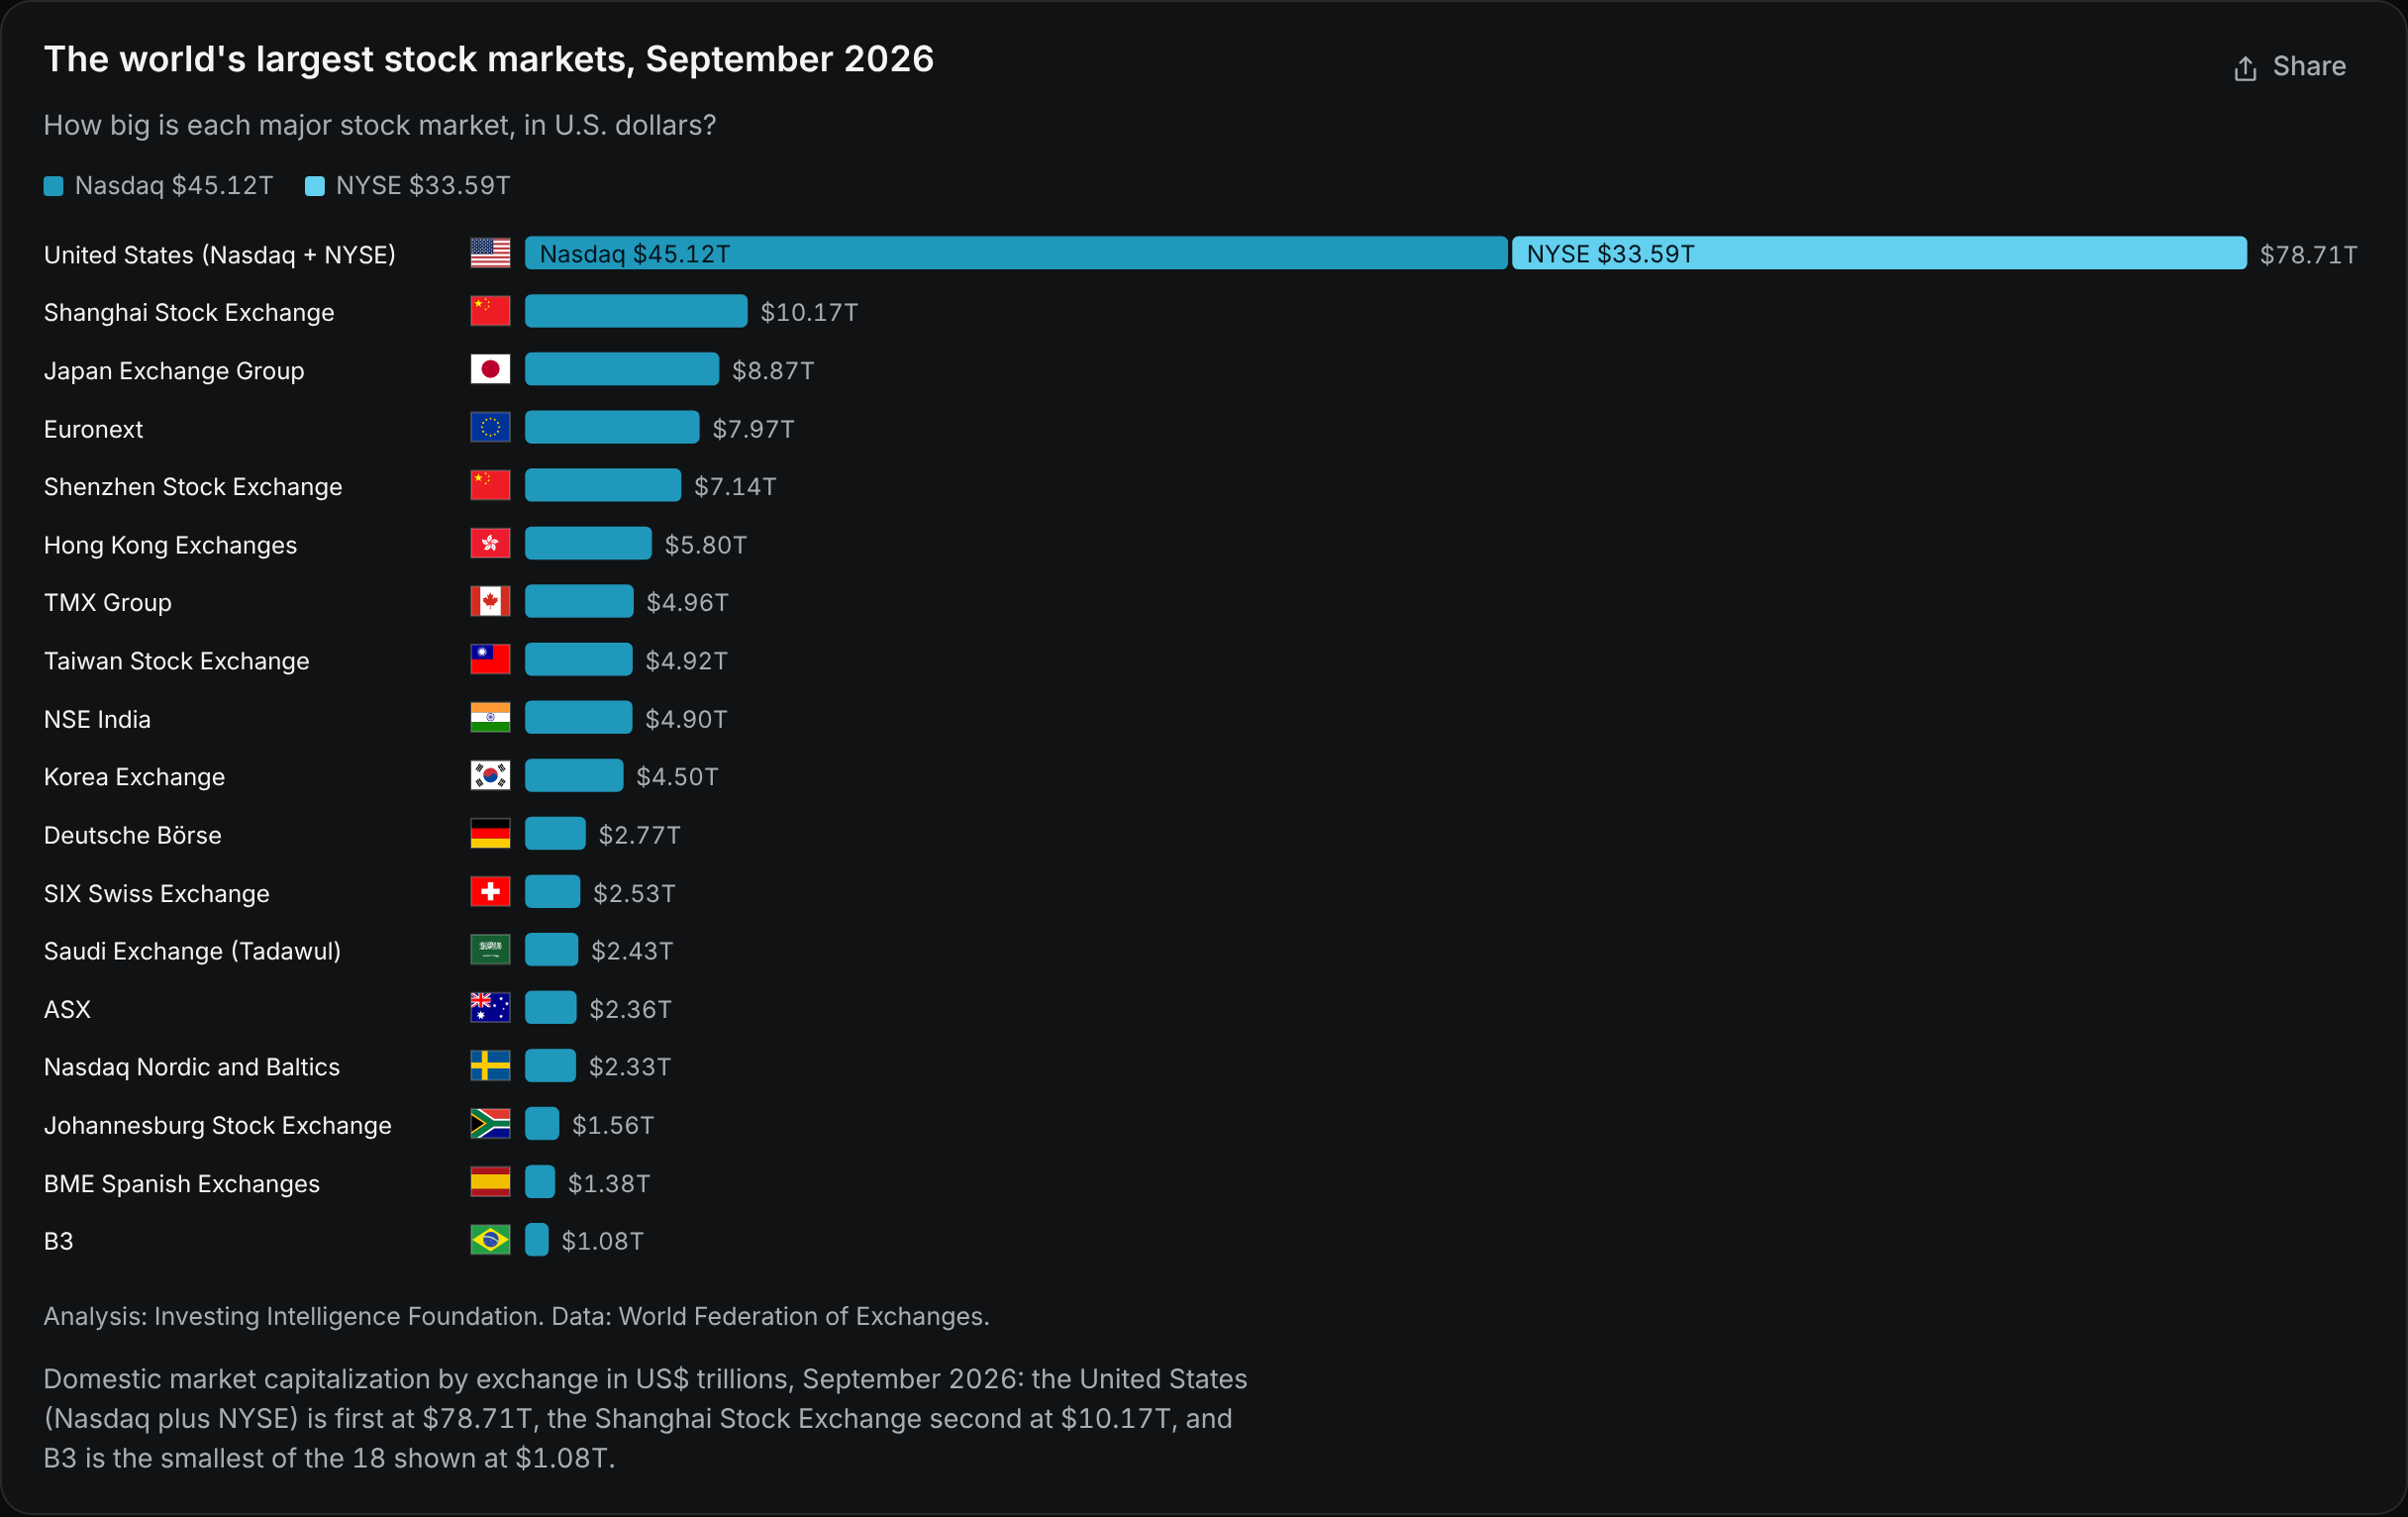 The world's largest stock markets, September 2026
Share
How big is each major stock market, in U.S. dollars?
Nasdaq $45.12T NYSE $33.59T
United States (Nasdaq + NYSE) Nasdaq $45.12T NYSE $33.59T $78.71T
Shanghai Stock Exchange $10.17T
Japan Exchange Group $8.87T
Euronext $7.97T
Shenzhen Stock Exchange $7.14T
Hong Kong Exchanges $5.80T
TMX Group $4.96T
Taiwan Stock Exchange $4.92T
NSE India $4.90T
Korea Exchange $4.50T
Deutsche Börse $2.77T
SIX Swiss Exchange $2.53T
Saudi Exchange (Tadawul) $2.43T
ASX $2.36T
Nasdaq Nordic and Baltics $2.33T
Johannesburg Stock Exchange $1.56T
BME Spanish Exchanges $1.38T
B3 $1.08T
Analysis: Investing Intelligence Foundation. Data: World Federation of Exchanges.
Domestic market capitalization by exchange in US$ trillions, September 2026: the United States
(Nasdaq plus NYSE) is first at $78.71T, the Shanghai Stock Exchange second at $10.17T, and
B3 is the smallest of the 18 shown at $1.08T.